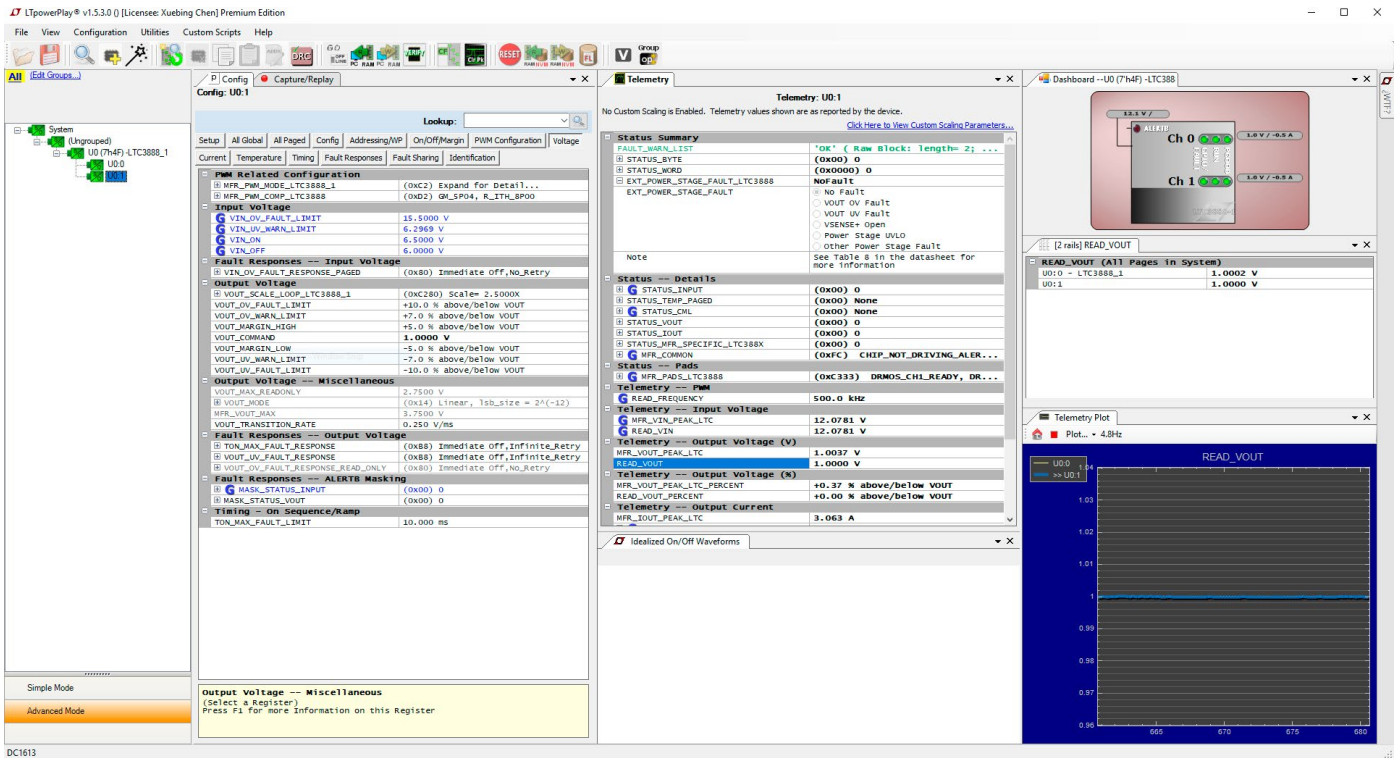 LTpowerPlay® v1.5.3.0 () [Licensee: Xuebing Chen] Premium Edition
File View Configuration Utilities Custom Scripts Help
All (Edit Groups...)
System
(Ungrouped)
U0 (7h4F) -LTC3888_1
U0:0
U0:1
Simple Mode
Advanced Mode
DC1613
Config Capture/Replay
Config: U0:1
Lookup:
Setup All Global All Paged Config Addressing/WP On/Off/Margin PWM Configuration Voltage
Current Temperature Timing Fault Responses Fault Sharing Identification
PWM Related Configuration
MFR_PWM_MODE_LTC3888_1 (0xC2) Expand for Detail...
MFR_PWM_COMP_LTC3888 (0xD2) GM_5P04, R_ITH_8P00
Input Voltage
G VIN_OV_FAULT_LIMIT 15.5000 V
G VIN_UV_WARN_LIMIT 6.2969 V
G VIN_ON 6.5000 V
G VIN_OFF 6.0000 V
Fault Responses -- Input Voltage
VIN_OV_FAULT_RESPONSE_PAGED (0x80) Immediate Off,No_Retry
Output Voltage
VOUT_SCALE_LOOP_LTC3888_1 (0xC280) Scale= 2.5000X
VOUT_OV_FAULT_LIMIT +10.0 % above/below VOUT
VOUT_OV_WARN_LIMIT +7.0 % above/below VOUT
VOUT_MARGIN_HIGH +5.0 % above/below VOUT
VOUT_COMMAND 1.0000 V
VOUT_MARGIN_LOW -5.0 % above/below VOUT
VOUT_UV_WARN_LIMIT -7.0 % above/below VOUT
VOUT_UV_FAULT_LIMIT -10.0 % above/below VOUT
Output Voltage -- Miscellaneous
VOUT_MAX_READONLY 2.7500 V
VOUT_MODE (0x14) Linear, lsb_size = 2^(-12)
MFR_VOUT_MAX 3.7500 V
VOUT_TRANSITION_RATE 0.250 V/ms
Fault Responses -- Output Voltage
TON_MAX_FAULT_RESPONSE (0xB8) Immediate Off,Infinite_Retry
VOUT_UV_FAULT_RESPONSE (0xB8) Immediate Off,Infinite_Retry
VOUT_OV_FAULT_RESPONSE_READ_ONLY (0x80) Immediate Off,No_Retry
Fault Responses -- ALERTB Masking
G MASK_STATUS_INPUT (0x00) 0
MASK_STATUS_VOUT (0x00) 0
Timing - On Sequence/Ramp
TON_MAX_FAULT_LIMIT 10.000 ms
Output Voltage -- Miscellaneous
(Select a Register)
Press F1 for more Information on this Register
Telemetry
Telemetry: U0:1
No Custom Scaling is Enabled. Telemetry values shown are as reported by the device.
Click Here to View Custom Scaling Parameters...
Status Summary
FAULT_WARN_LIST 'OK' ( Raw Block: length= 2; ...
STATUS_BYTE (0x00) 0
STATUS_WORD (0x0000) 0
EXT_POWER_STAGE_FAULT_LTC3888 NoFault
EXT_POWER_STAGE_FAULT No Fault
VOUT OV Fault
VOUT UV Fault
VSENSE+ Open
Power Stage UVLO
Other Power Stage Fault
Note See Table 8 in the datasheet for
more information
Status -- Details
G STATUS_INPUT (0x00) 0
STATUS_TEMP_PAGED (0x00) None
G STATUS_CML (0x00) None
STATUS_VOUT (0x00) 0
STATUS_IOUT (0x00) 0
STATUS_MFR_SPECIFIC_LTC388X (0x00) 0
G MFR_COMMON (0xFC) CHIP_NOT_DRIVING_ALER...
Status -- Pads
G MFR_PADS_LTC3888 (0xC333) DRMOS_CH1_READY, DR...
Telemetry -- PWM
G READ_FREQUENCY 500.0 kHz
Telemetry -- Input Voltage
G MFR_VIN_PEAK_LTC 12.0781 V
G READ_VIN 12.0781 V
Telemetry -- Output Voltage (V)
MFR_VOUT_PEAK_LTC 1.0037 V
READ_VOUT 1.0000 V
Telemetry -- Output Voltage (%)
MFR_VOUT_PEAK_LTC_PERCENT +0.37 % above/below VOUT
READ_VOUT_PERCENT +0.00 % above/below VOUT
Telemetry -- Output Current
MFR_IOUT_PEAK_LTC 3.063 A
Idealized On/Off Waveforms
Dashboard --U0 (7'h4F) -LTC388
12.1 V /
ALERTB
Ch 0 1.0 V / -0.5 A
Ch 1 1.0 V / -0.5 A
[2 rails] READ_VOUT
READ_VOUT (All Pages in System)
U0:0 - LTC3888_1 1.0002 V
U0:1 1.0000 V
Telemetry Plot
Plot... 4.8Hz
READ_VOUT
U0:0
>> U0:1
1.04
1.03
1.02
1.01
1
0.99
0.98
0.97
0.96
665 670 675 680